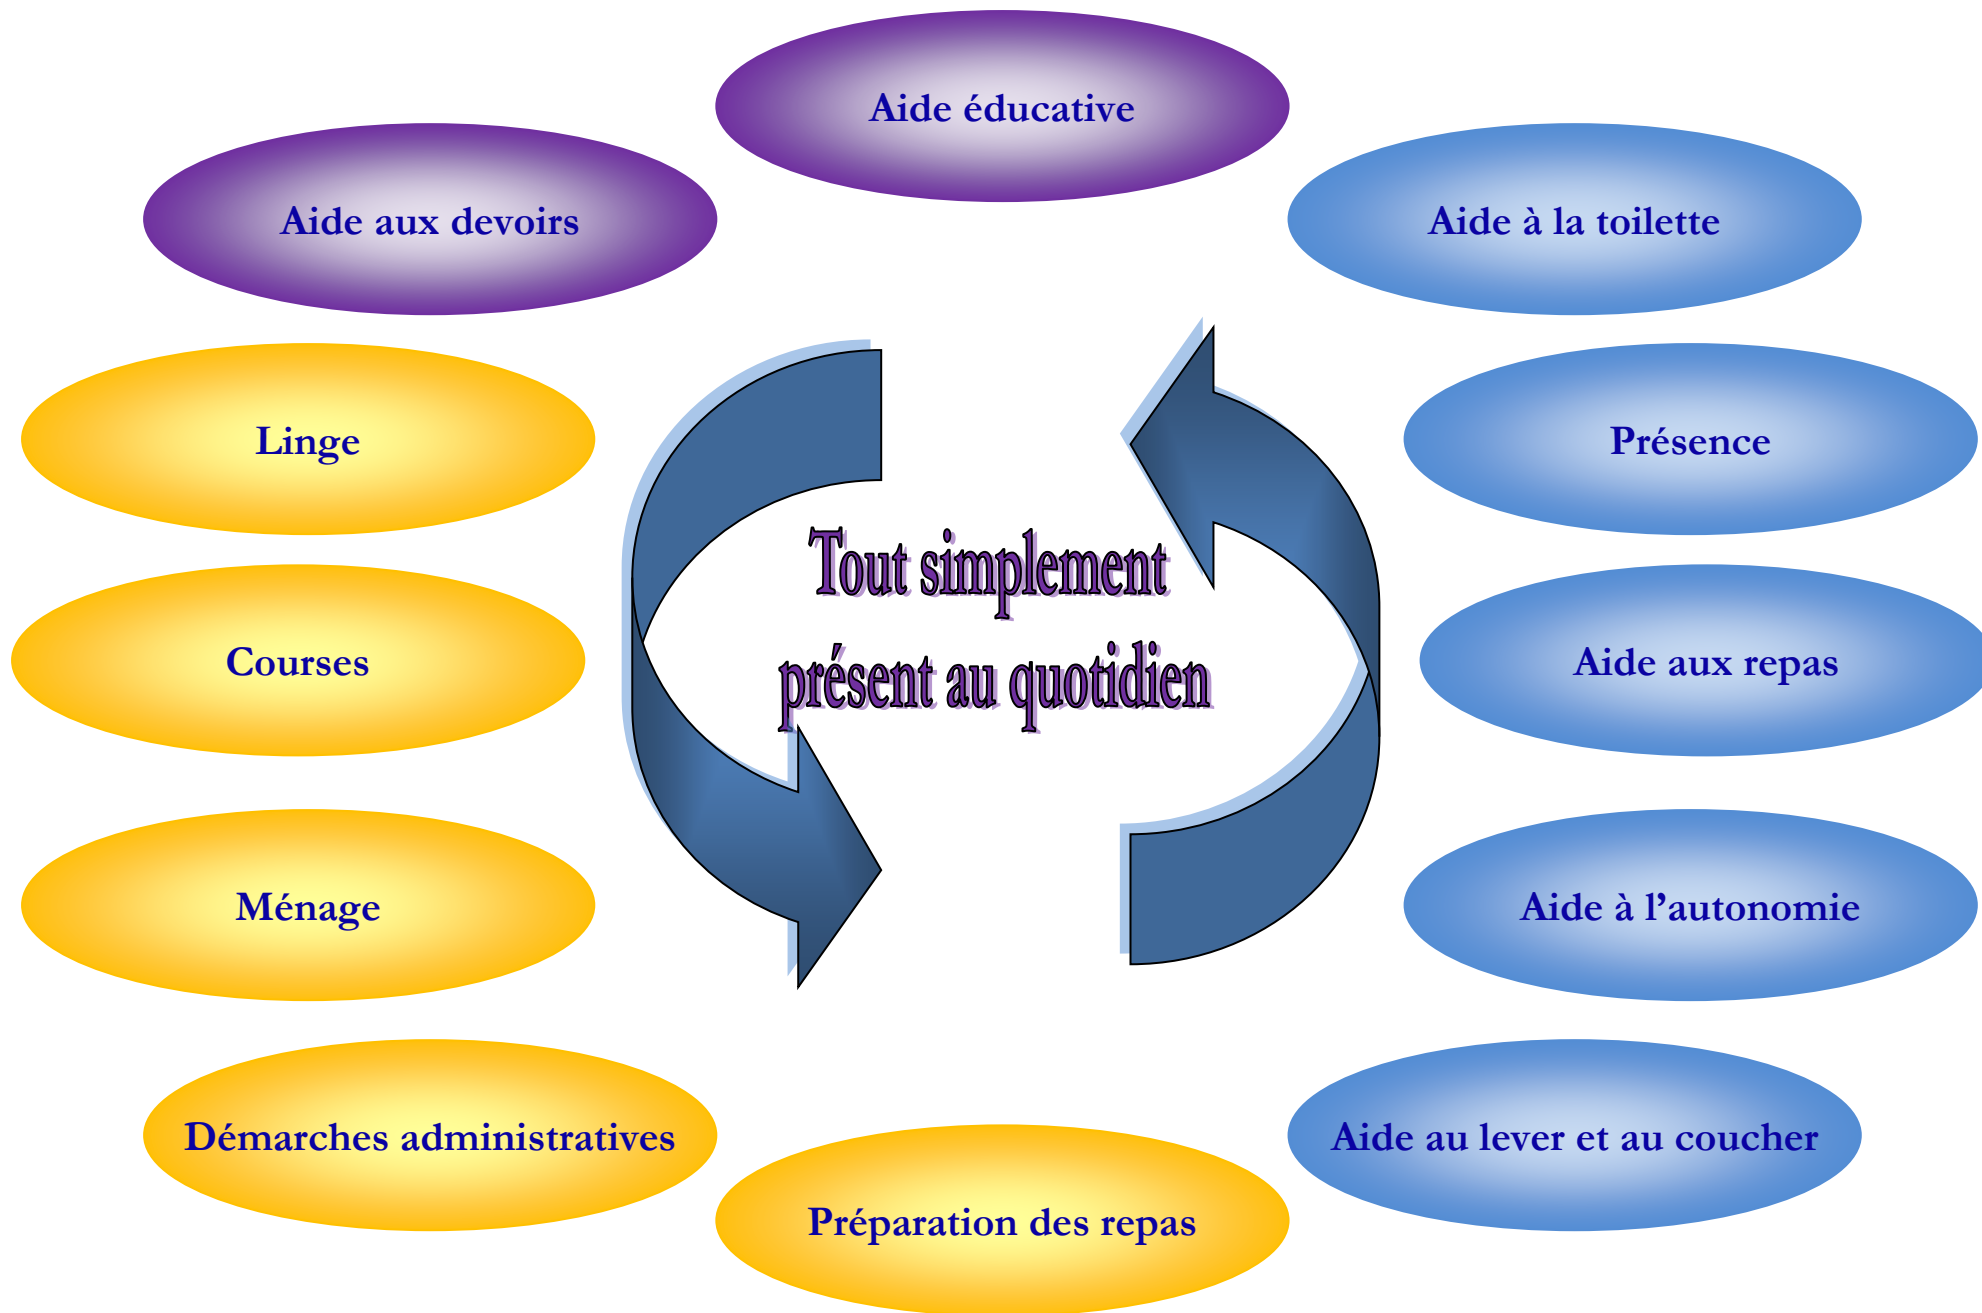 Aide éducative
Aide aux devoirs
Aide à la toilette
Linge
Présence
Tout simplement
présent au quotidien
Courses
Aide aux repas
Ménage
Aide à l’autonomie
Démarches administratives
Aide au lever et au coucher
Préparation des repas